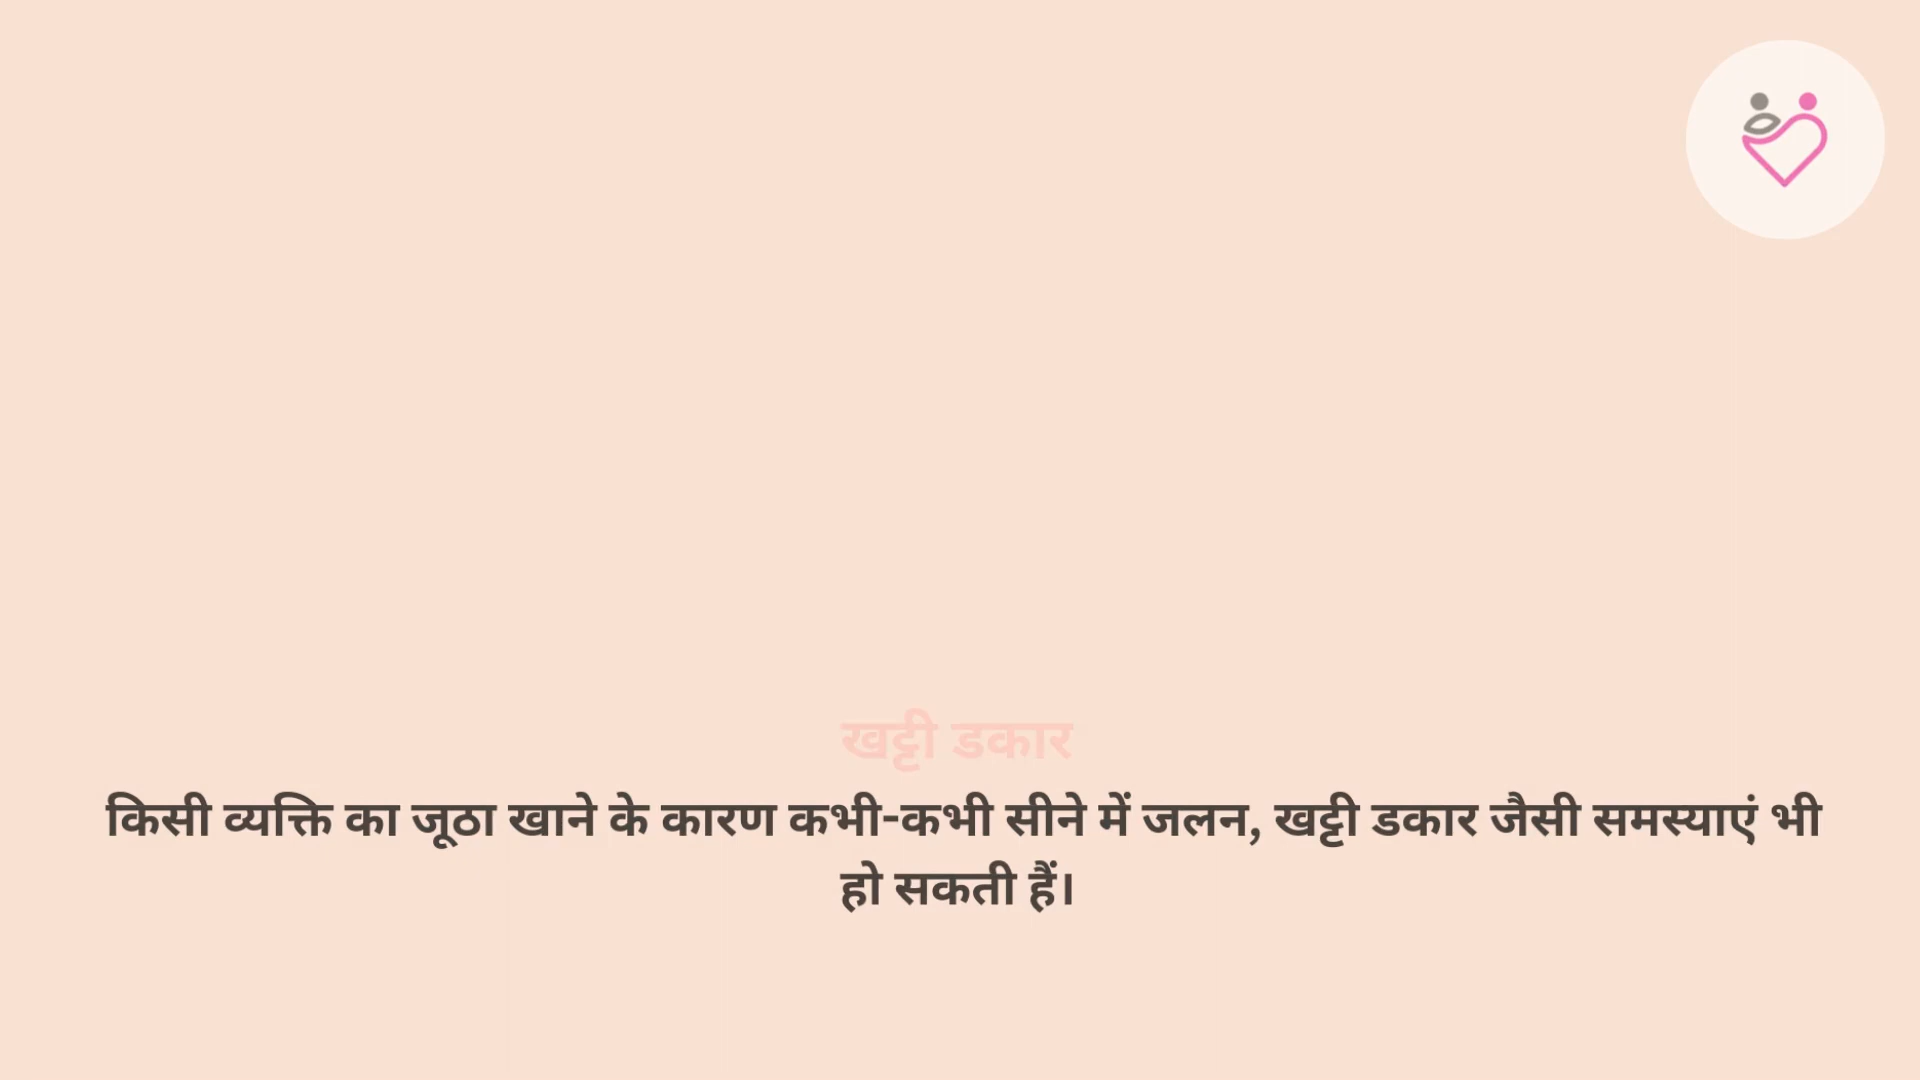 खट्टी डकार
किसी व्यक्ति का जूठा खाने के कारण कभी-कभी सीने में जलन, खट्टी डकार जैसी समस्याएं भी
हो सकती हैं।